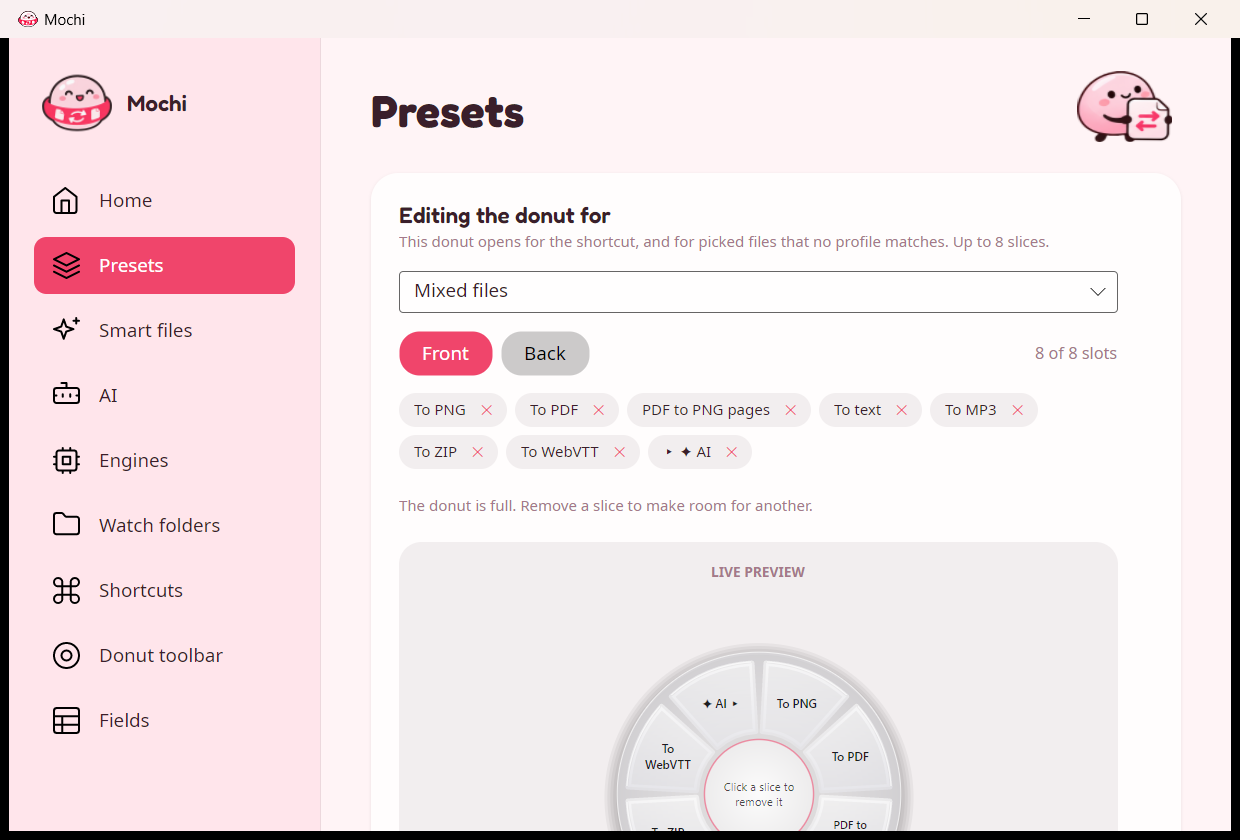 Mochi
Mochi
Home
Presets
Smart files
AI
Engines
Watch folders
Shortcuts
Donut toolbar
Fields
Presets
Editing the donut for
This donut opens for the shortcut, and for picked files that no profile matches. Up to 8 slices.
Mixed files
Front Back 8 of 8 slots
To PNG To PDF PDF to PNG pages To text To MP3
To ZIP To WebVTT ‣ ✦ AI
The donut is full. Remove a slice to make room for another.
LIVE PREVIEW
✦ AI ‣ To PNG
To
WebVTT
To PDF
Click a slice to
remove it
PDF to
To ZIP